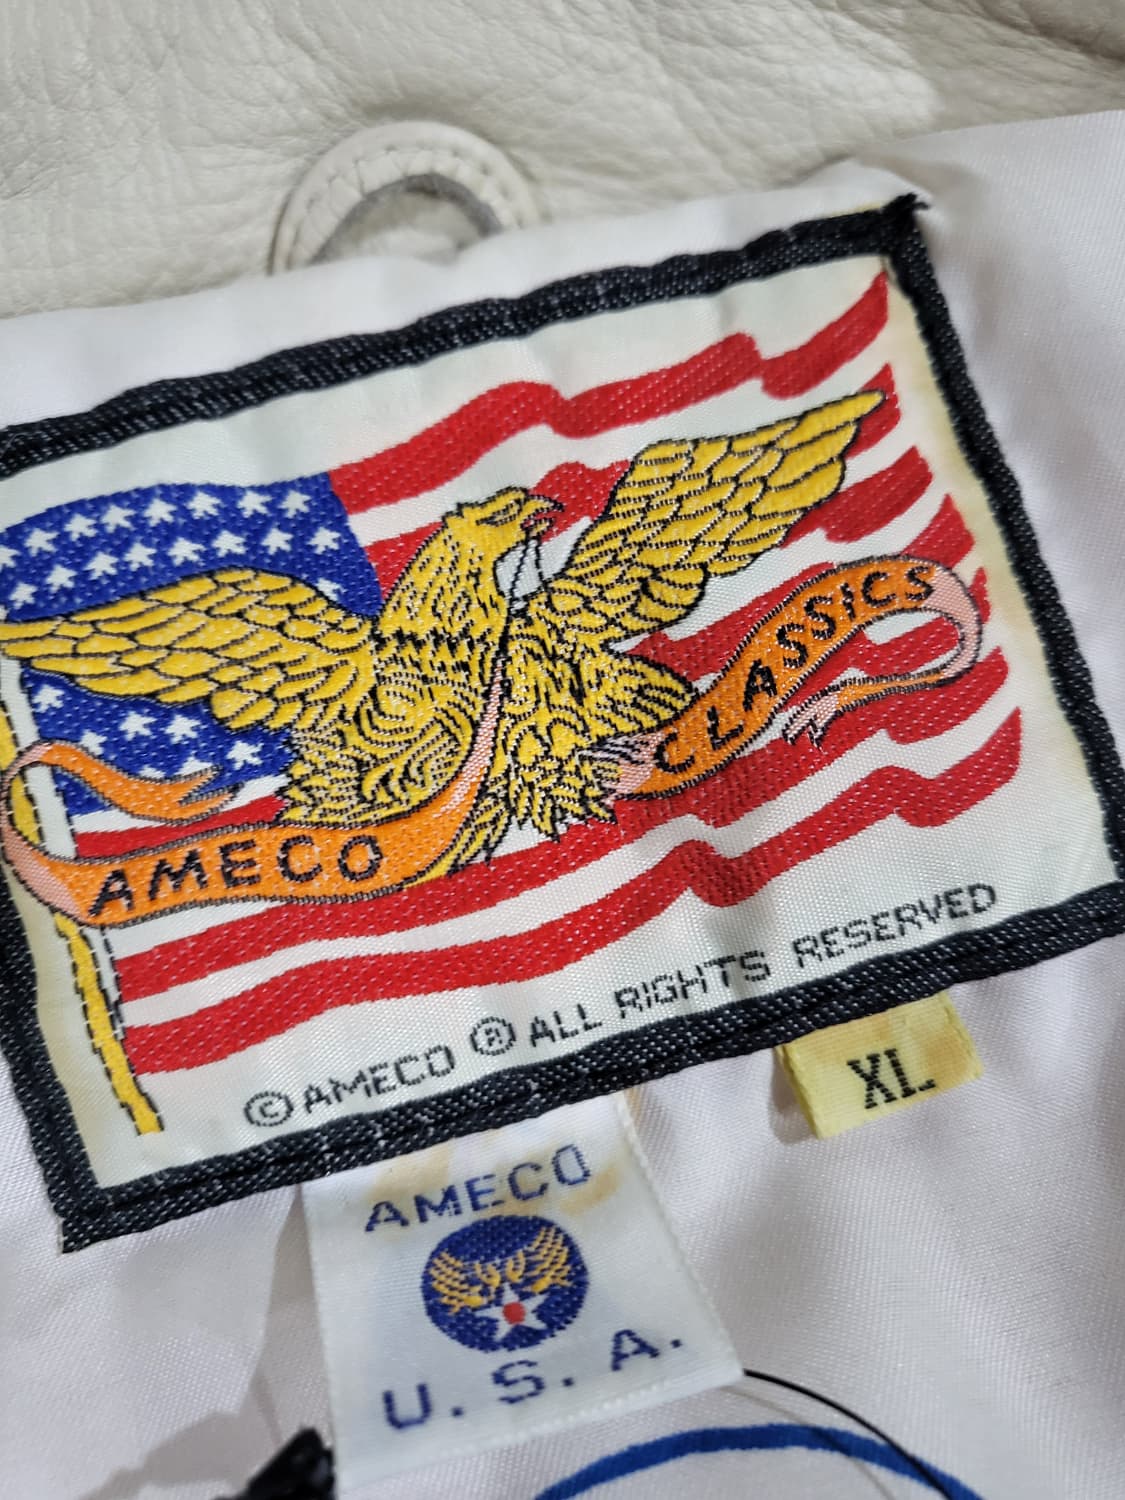 AMECO
CLASSICS
© AMECO ® ALL RIGHTS RESERVED
XL
AMECO
U. S. A.